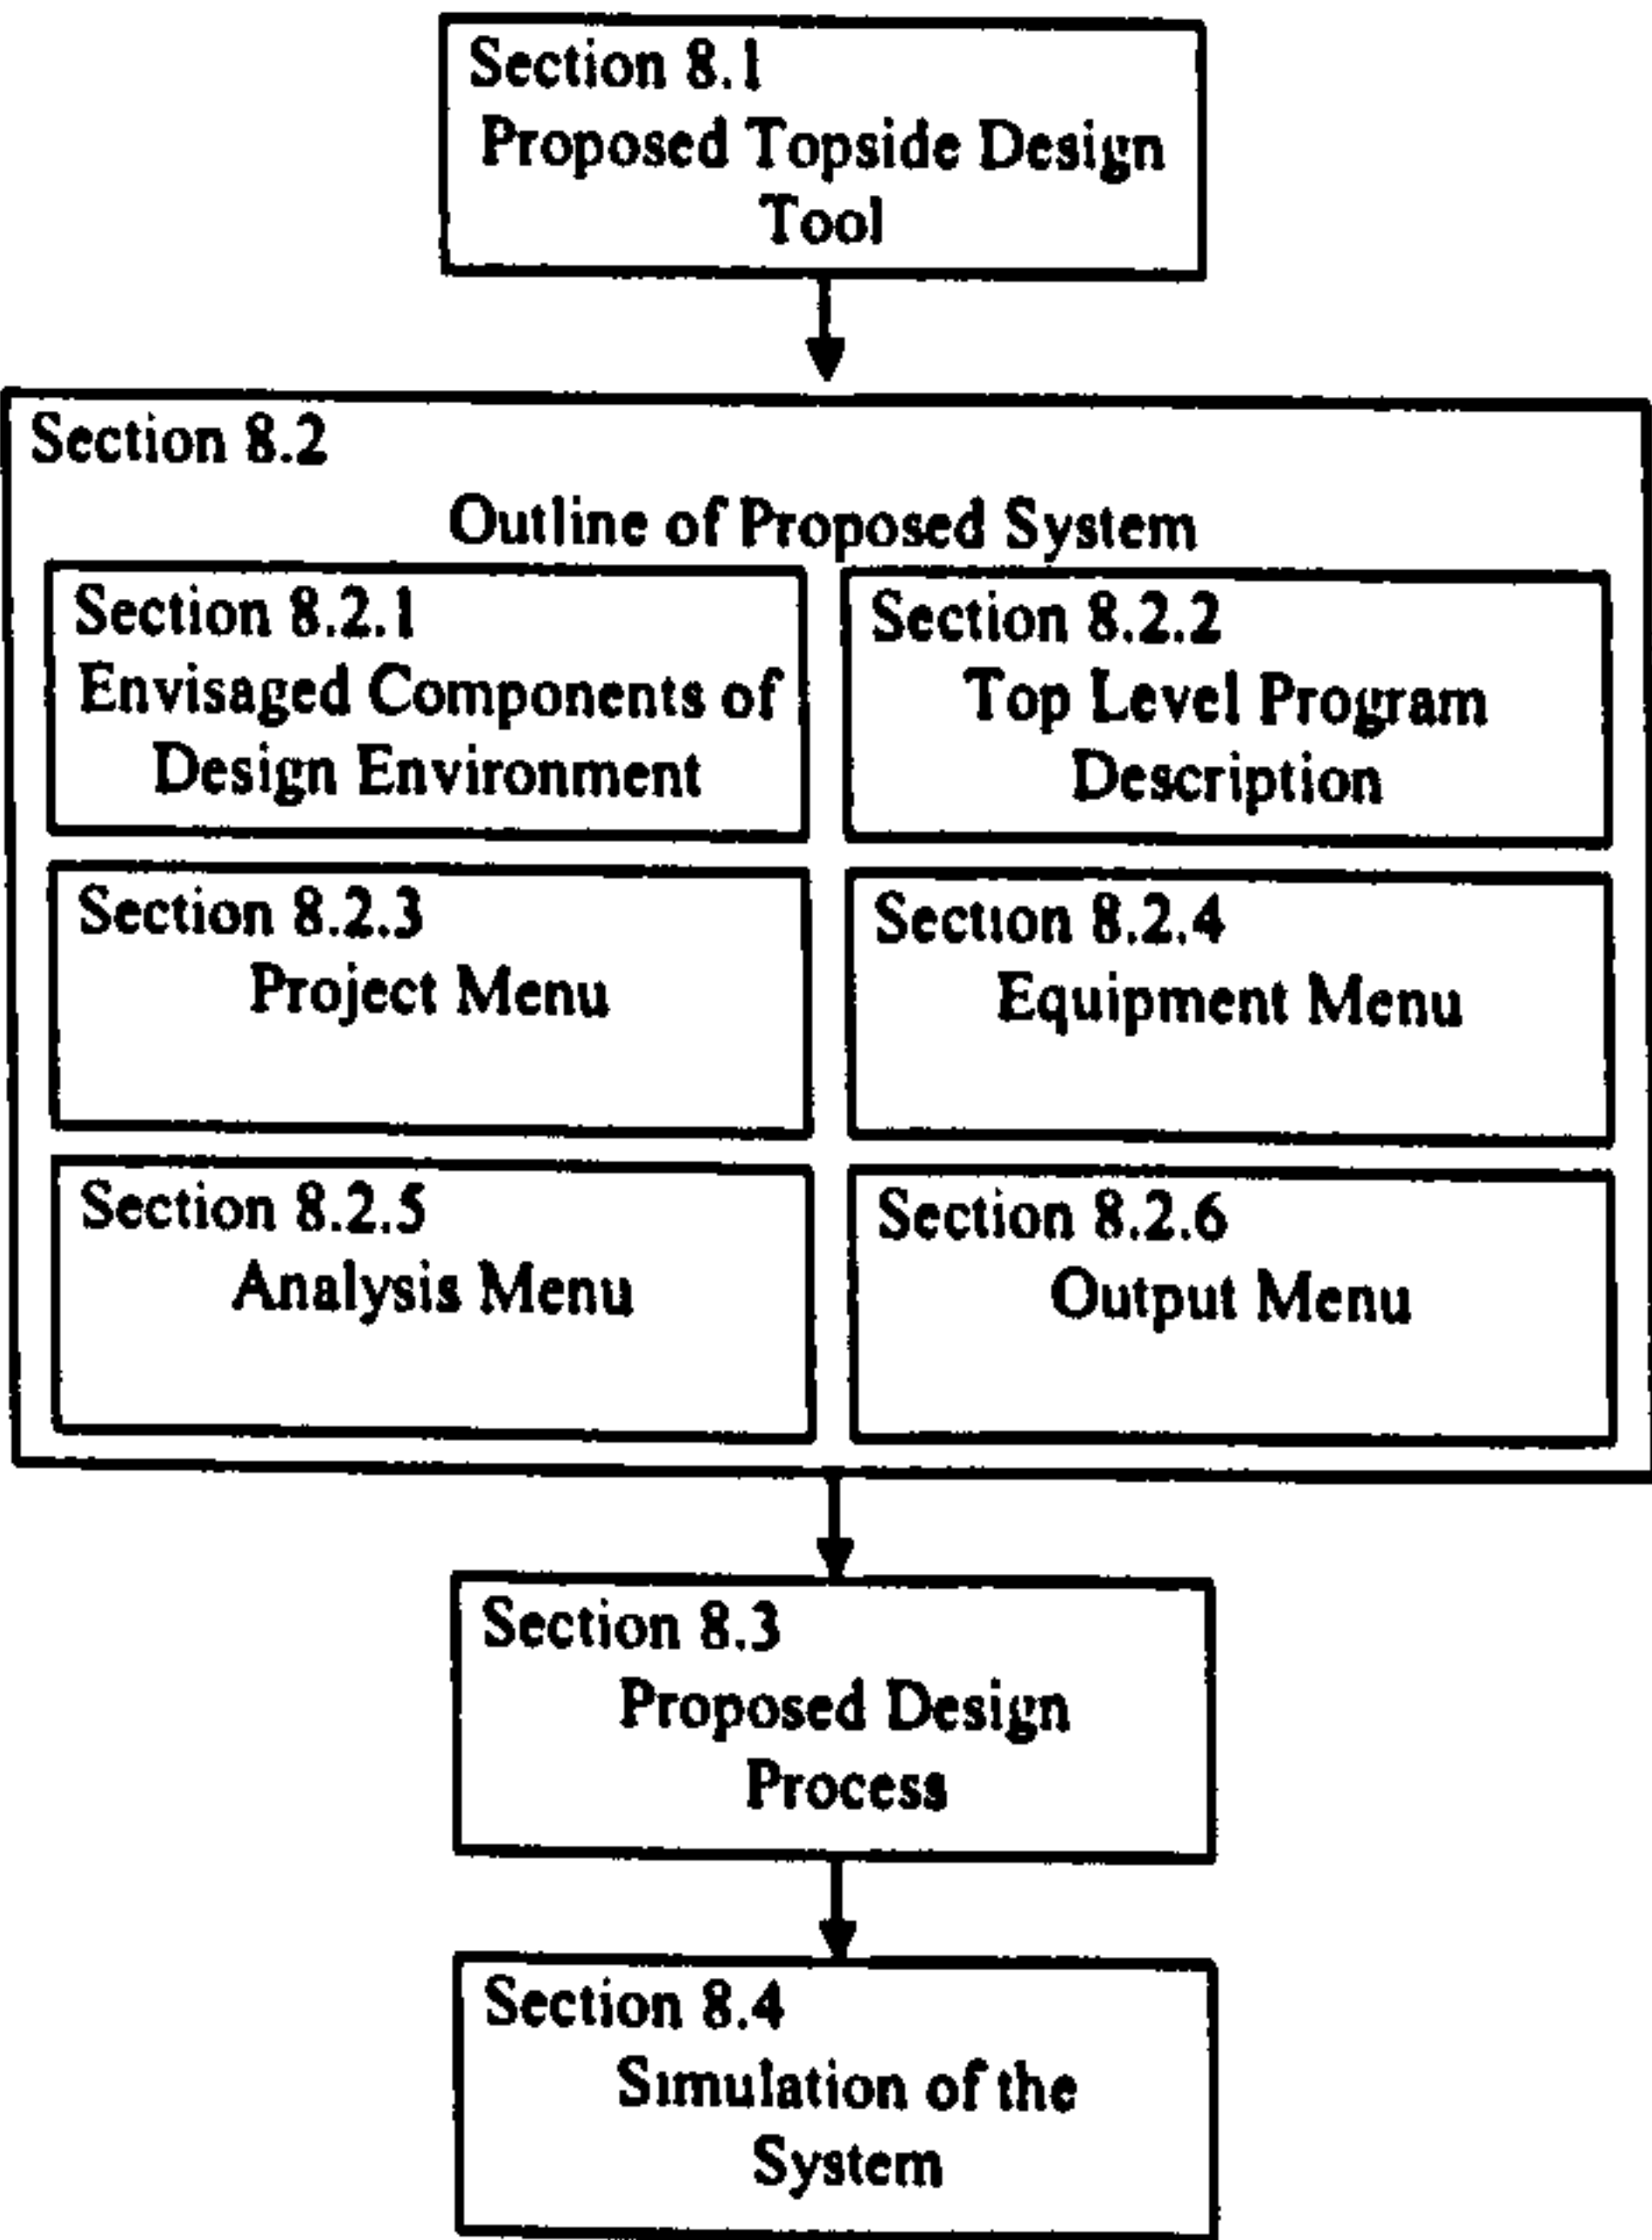 Section 8.1
Proposed Topside Design
Tool
Section 8.2
Outline of Proposed System
Section 8.2.1
Envisaged Components of
Design Environment
Section 8.2.2
Top Level Program
Description
Section 8.2.3
Project Menu
Section 8.2.4
Equipment Menu
Section 8.2.5
Analysis Menu
Section 8.2.6
Output Menu
Section 8.3
Proposed Design
Process
Section 8.4
Simulation of the
System